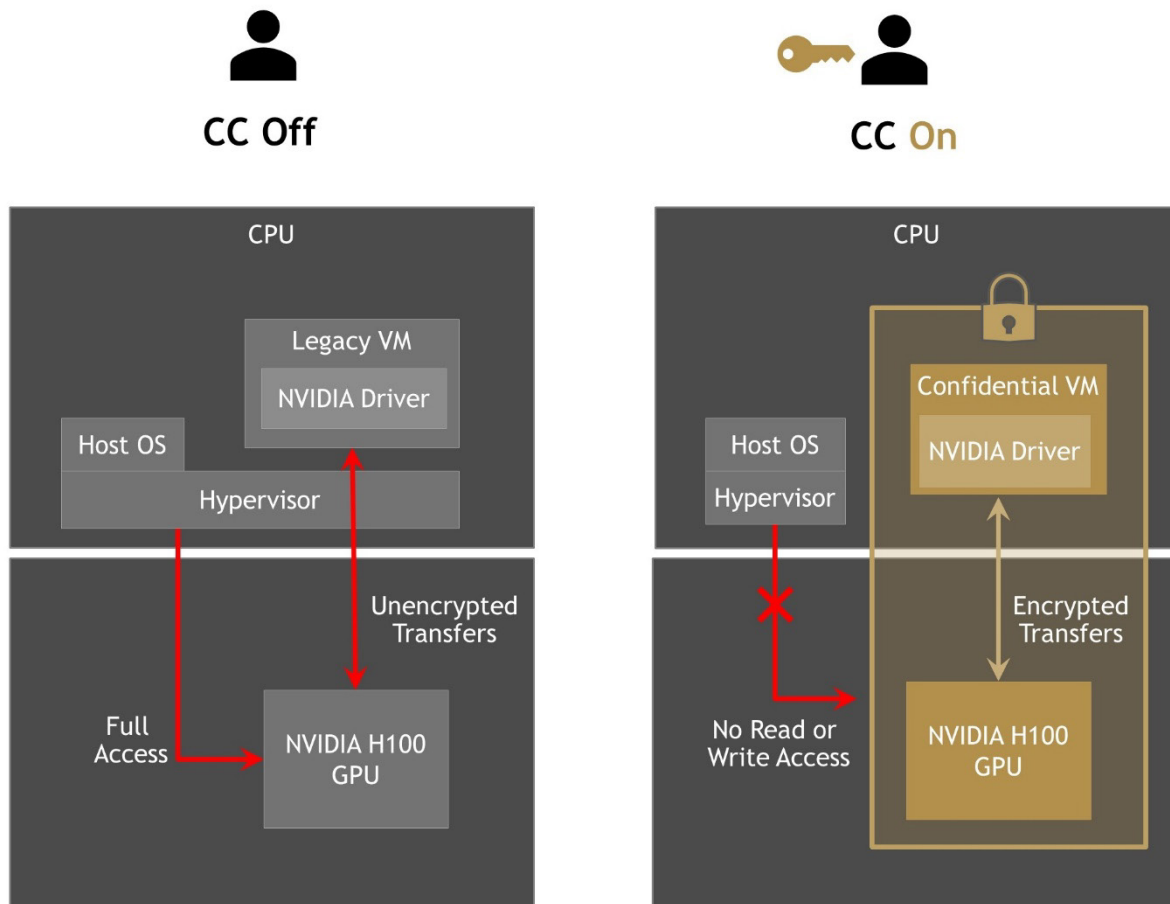 CC Off
CPU
Legacy VM
NVIDIA Driver
Host OS
Hypervisor
Unencrypted
Transfers
Full
Access
NVIDIA H100
GPU
CC On
CPU
Confidential VM
NVIDIA Driver
Host OS
Hypervisor
Encrypted
Transfers
No Read or
Write Access
NVIDIA H100
GPU